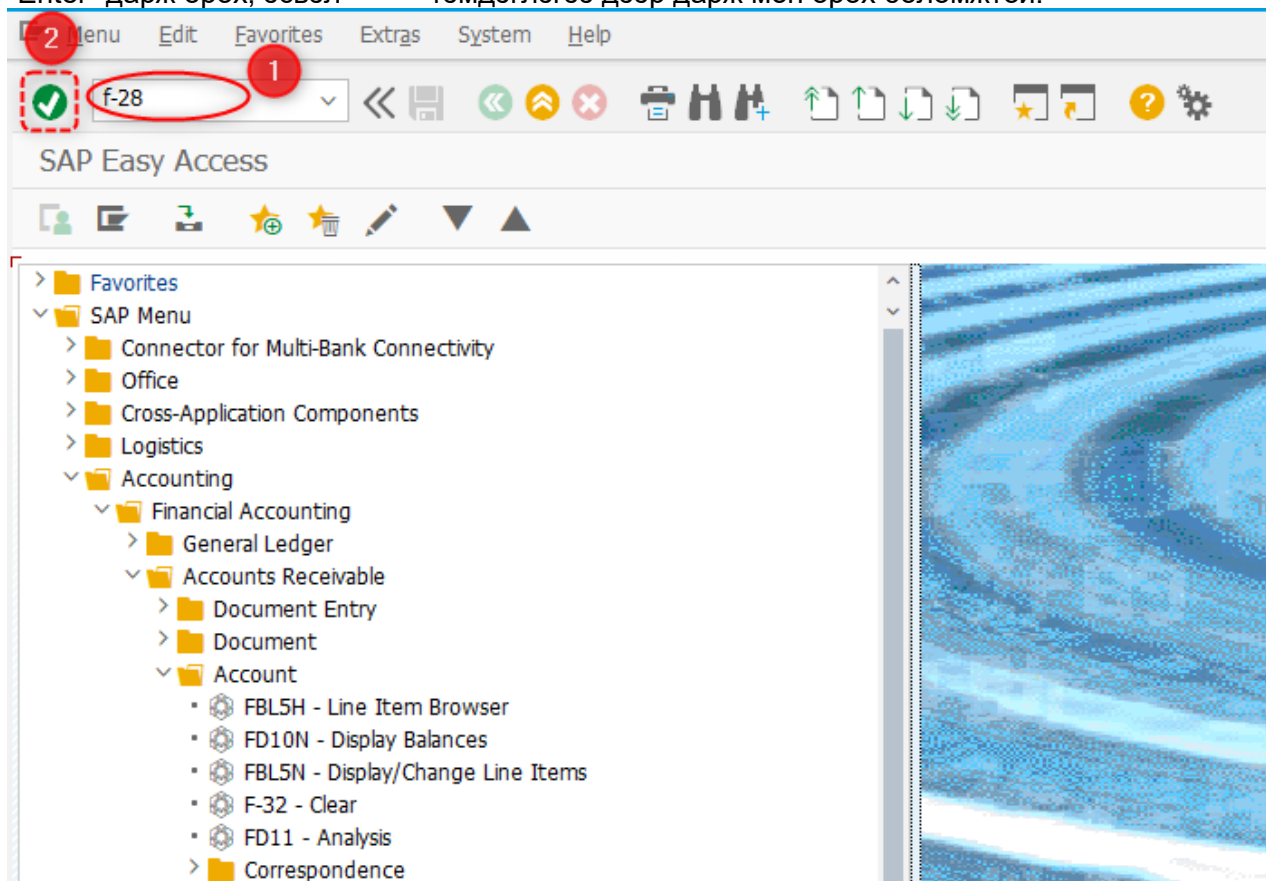 Menu Edit Favorites Extras System Help
2
1
f-28
SAP Easy Access
Favorites
SAP Menu
Connector for Multi-Bank Connectivity
Office
Cross-Application Components
Logistics
Accounting
Financial Accounting
General Ledger
Accounts Receivable
Document Entry
Document
Account
FBL5H - Line Item Browser
FD10N - Display Balances
FBL5N - Display/Change Line Items
F-32 - Clear
FD11 - Analysis
Correspondence